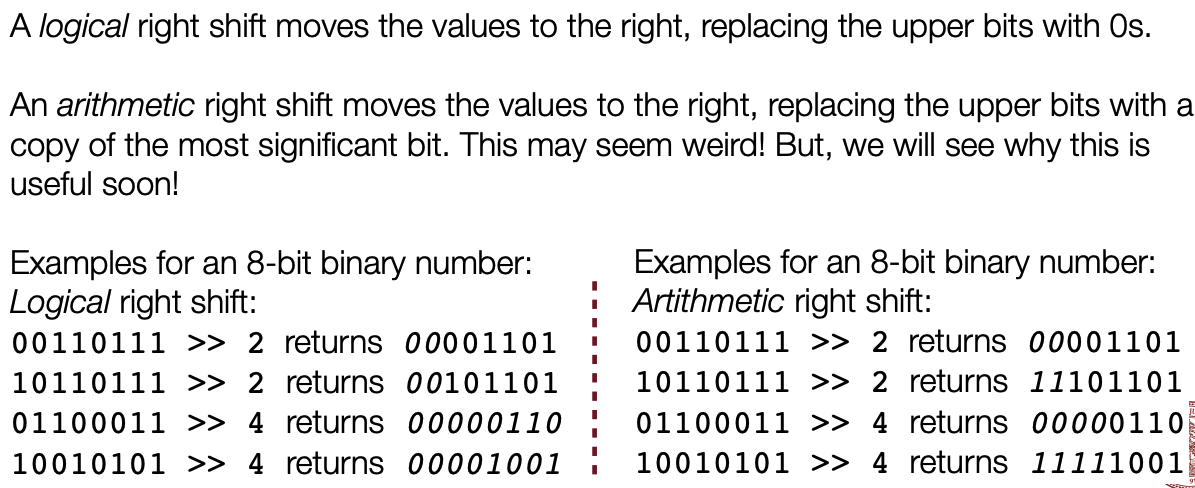 A logical right shift moves the values to the right, replacing the upper bits with 0s.
An arithmetic right shift moves the values to the right, replacing the upper bits with a
copy of the most significant bit. This may seem weird! But, we will see why this is
useful soon!
Examples for an 8-bit binary number:
Logical right shift:
00110111 >> 2 returns 00001101
10110111 >> 2 returns 00101101
01100011 >> 4 returns 00000110
10010101 >> 4 returns 00001001
Examples for an 8-bit binary number:
Artithmetic right shift:
00110111 >> 2 returns 00001101
10110111 >> 2 returns 11101101
01100011 >> 4 returns 00000110
10010101 >> 4 returns 11111001